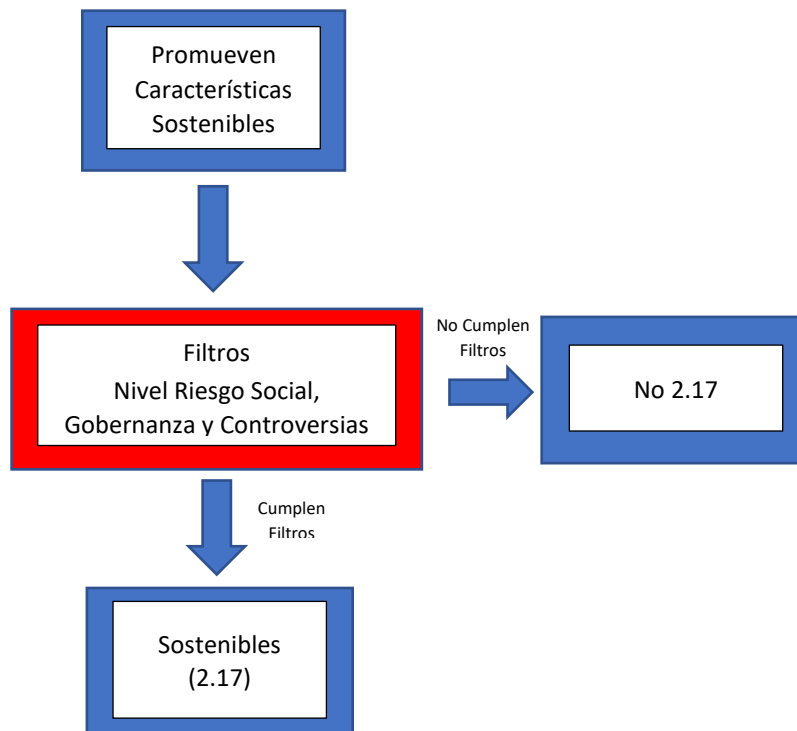 Promueven
Características
Sostenibles
No Cumplen
Filtros
Filtros
Nivel Riesgo Social,
Gobernanza y Controversias
No 2.17
Cumplen
Filtros
Sostenibles
(2.17)